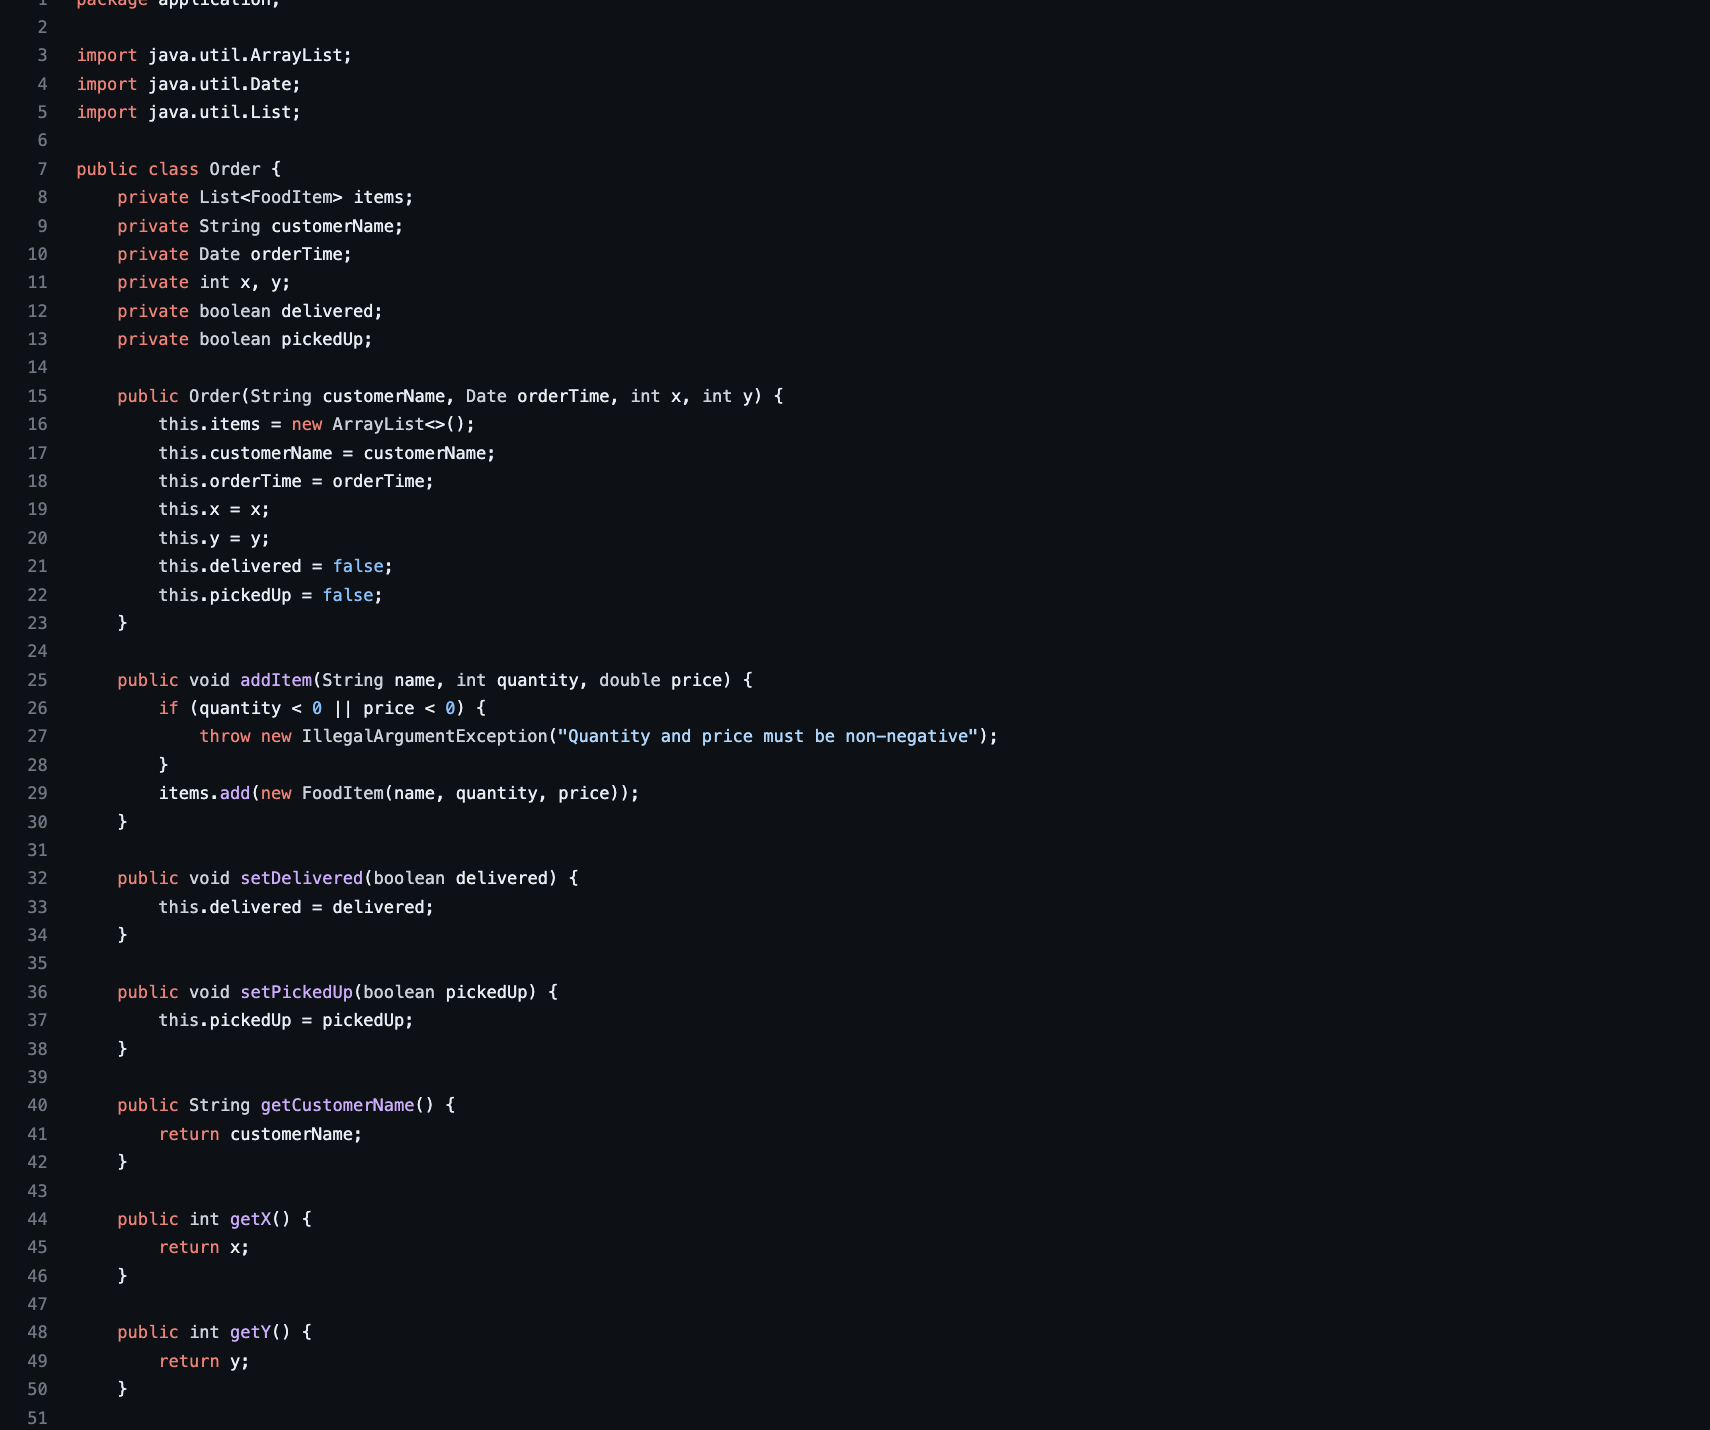 1 package application;
2
3 import java.util.ArrayList;
4 import java.util.Date;
5 import java.util.List;
6
7 public class Order {
8     private List<FoodItem> items;
9     private String customerName;
10     private Date orderTime;
11     private int x, y;
12     private boolean delivered;
13     private boolean pickedUp;
14
15     public Order(String customerName, Date orderTime, int x, int y) {
16         this.items = new ArrayList<>();
17         this.customerName = customerName;
18         this.orderTime = orderTime;
19         this.x = x;
20         this.y = y;
21         this.delivered = false;
22         this.pickedUp = false;
23     }
24
25     public void addItem(String name, int quantity, double price) {
26         if (quantity < 0 || price < 0) {
27             throw new IllegalArgumentException("Quantity and price must be non-negative");
28         }
29         items.add(new FoodItem(name, quantity, price));
30     }
31
32     public void setDelivered(boolean delivered) {
33         this.delivered = delivered;
34     }
35
36     public void setPickedUp(boolean pickedUp) {
37         this.pickedUp = pickedUp;
38     }
39
40     public String getCustomerName() {
41         return customerName;
42     }
43
44     public int getX() {
45         return x;
46     }
47
48     public int getY() {
49         return y;
50     }
51